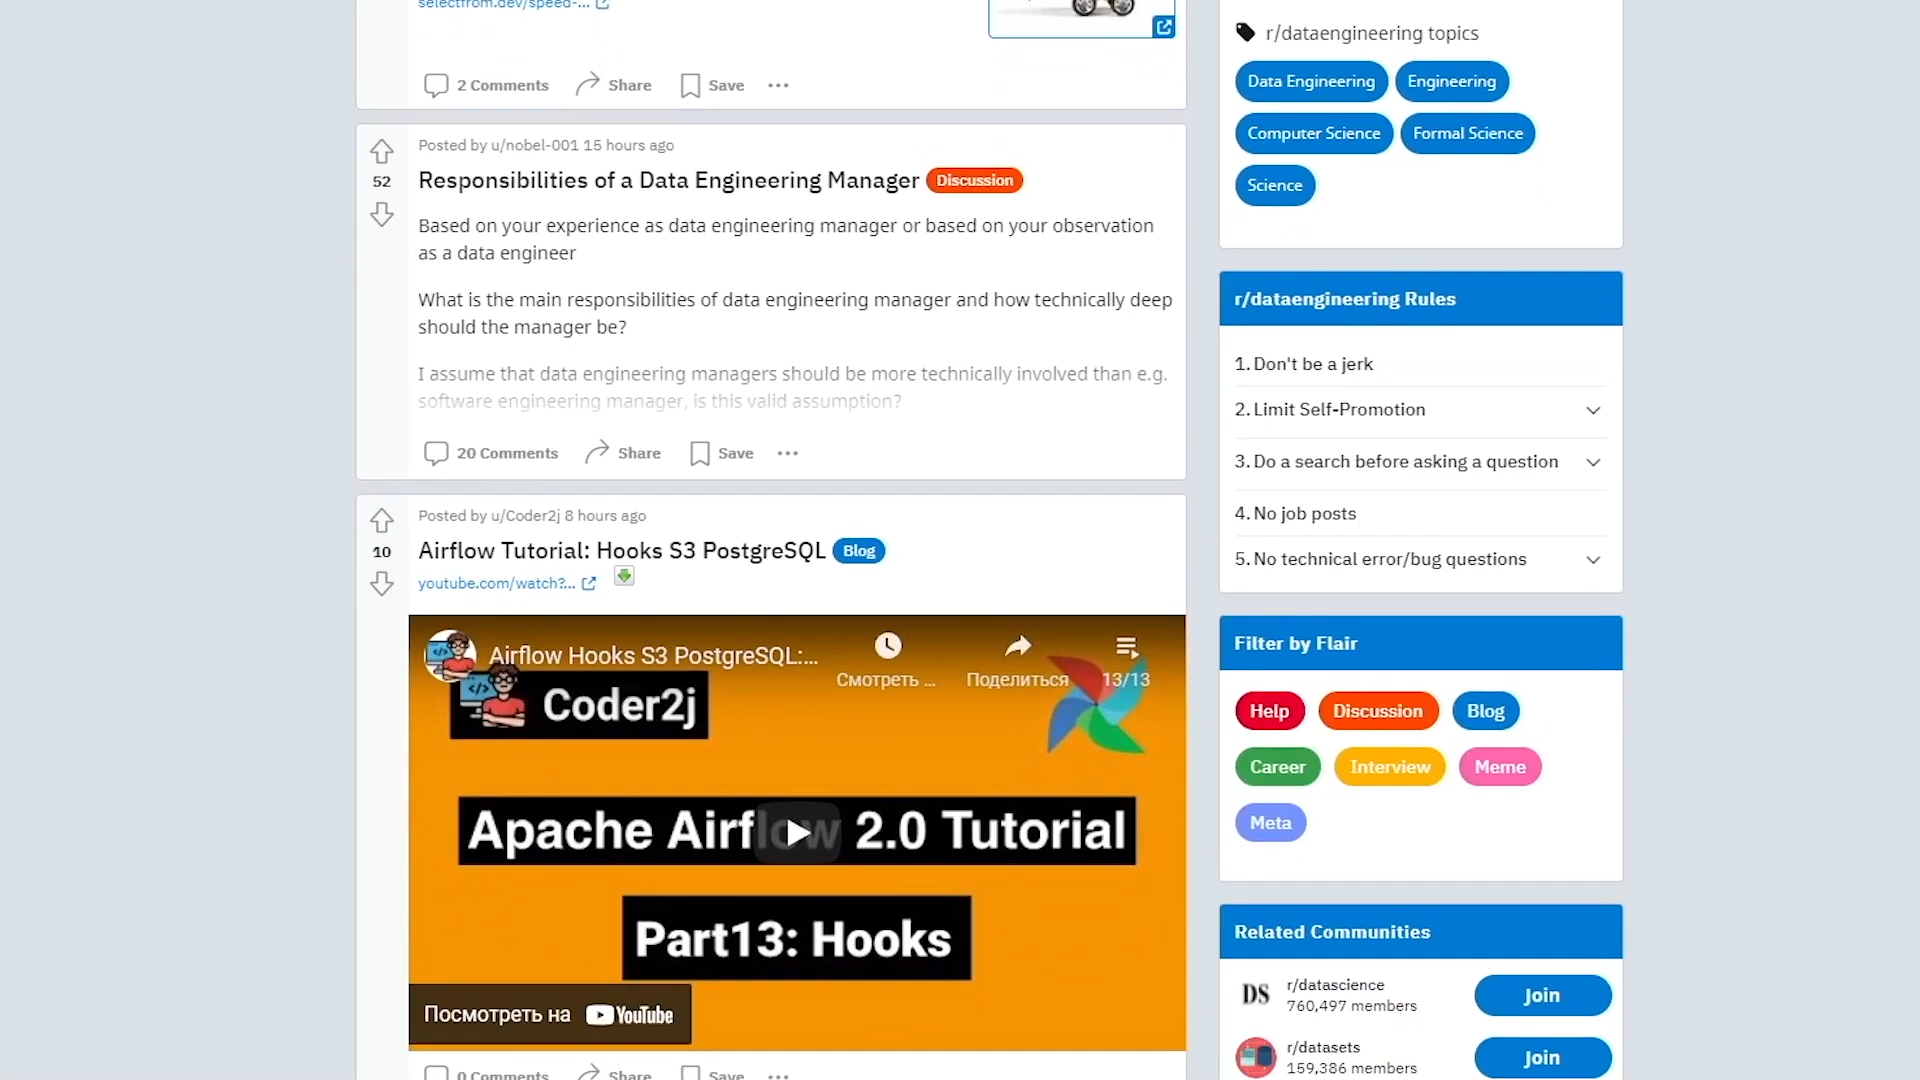 selectfrom.dev/speed-...
2 Comments
Share
Save
Posted by u/nobel-001 15 hours ago
52
Responsibilities of a Data Engineering Manager
Discussion
Based on your experience as data engineering manager or based on your observation
as a data engineer
What is the main responsibilities of data engineering manager and how technically deep
should the manager be?
I assume that data engineering managers should be more technically involved than e.g.
software engineering manager, is this valid assumption?
20 Comments
Share
Save
Posted by u/Coder2j 8 hours ago
10
Airflow Tutorial: Hooks S3 PostgreSQL
Blog
youtube.com/watch?...
Airflow Hooks S3 PostgreSQL:...
Смотреть ...
Поделиться
13/13
Coder2j
Apache Airflow 2.0 Tutorial
Part13: Hooks
Посмотреть на YouTube
0 Comments
Share
Save
r/dataengineering topics
Data Engineering
Engineering
Computer Science
Formal Science
Science
r/dataengineering Rules
1. Don't be a jerk
2. Limit Self-Promotion
3. Do a search before asking a question
4. No job posts
5. No technical error/bug questions
Filter by Flair
Help
Discussion
Blog
Career
Interview
Meme
Meta
Related Communities
DS
r/datascience
760,497 members
Join
r/datasets
159,386 members
Join